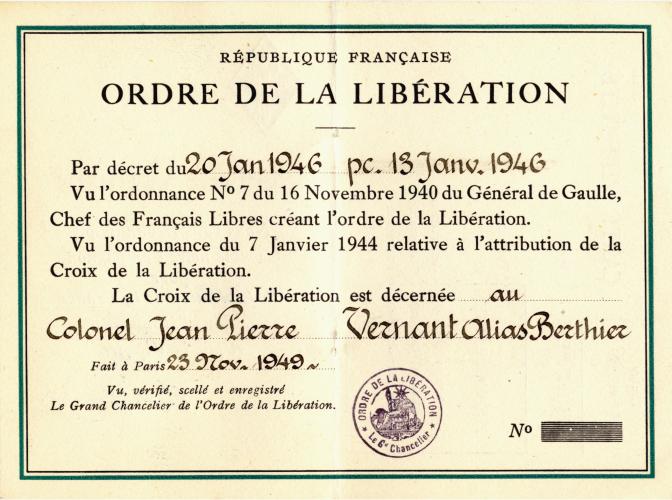 RÉPUBLIQUE FRANÇAISE
ORDRE DE LA LIBÉRATION
Par décret du 20 Jan 1946 pc. 13 Janv. 1946
Vu l'ordonnance Nº 7 du 16 Novembre 1940 du Général de Gaulle,
Chef des Français Libres créant l'ordre de la Libération.
Vu l'ordonnance du 7 Janvier 1944 relative à l'attribution de la
Croix de la Libération.
La Croix de la Libération est décernée au
Colonel Jean Pierre Vernant Alias Berthier
Fait à Paris 23 Nov. 1949
Vu, vérifié, scellé et enregistré
Le Grand Chancelier de l'Ordre de la Libération.
ORDRE DE LA LIBÉRATION
Le Gd Chancelier
Nº